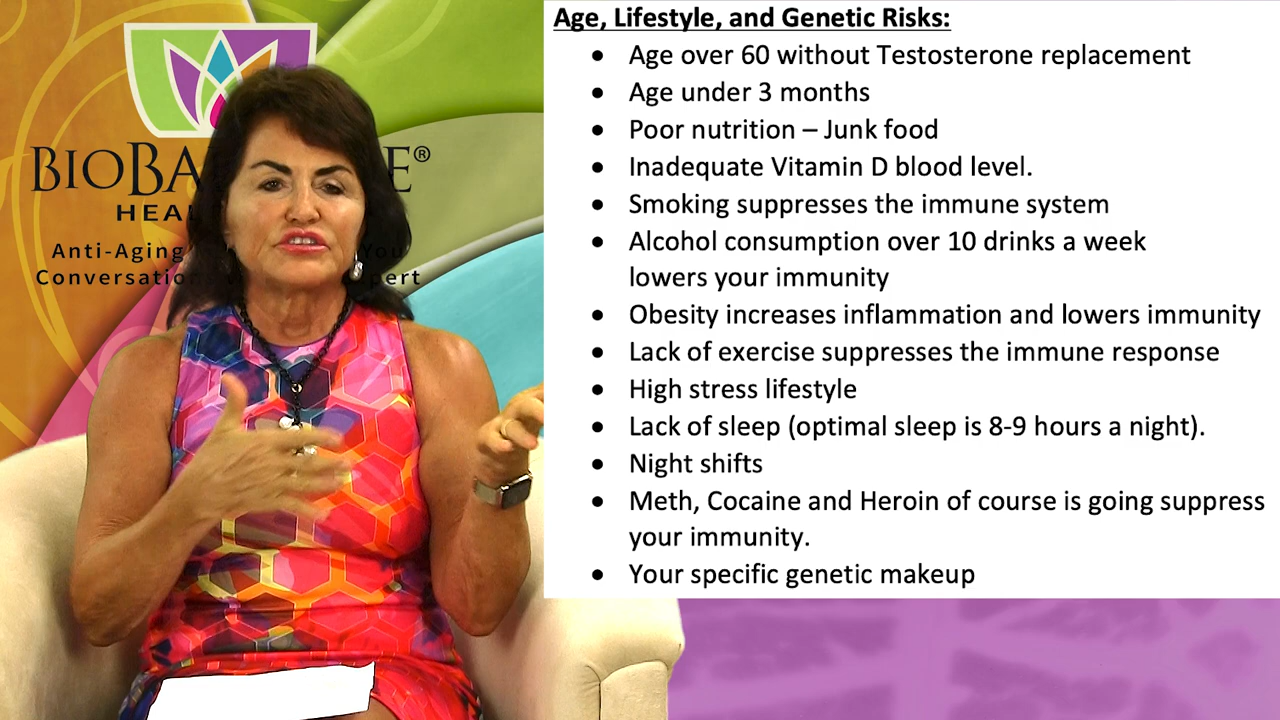 Anti-Aging You
Age, Lifestyle, and Genetic Risks:
• Age over 60 without Testosterone replacement
• Age under 3 months
• Poor nutrition – Junk food
• Inadequate Vitamin D blood level.
• Smoking suppresses the immune system
• Alcohol consumption over 10 drinks a week
lowers your immunity
• Obesity increases inflammation and lowers immunity
• Lack of exercise suppresses the immune response
• High stress lifestyle
• Lack of sleep (optimal sleep is 8-9 hours a night).
• Night shifts
• Meth, Cocaine and Heroin of course is going suppress
your immunity.
• Your specific genetic makeup